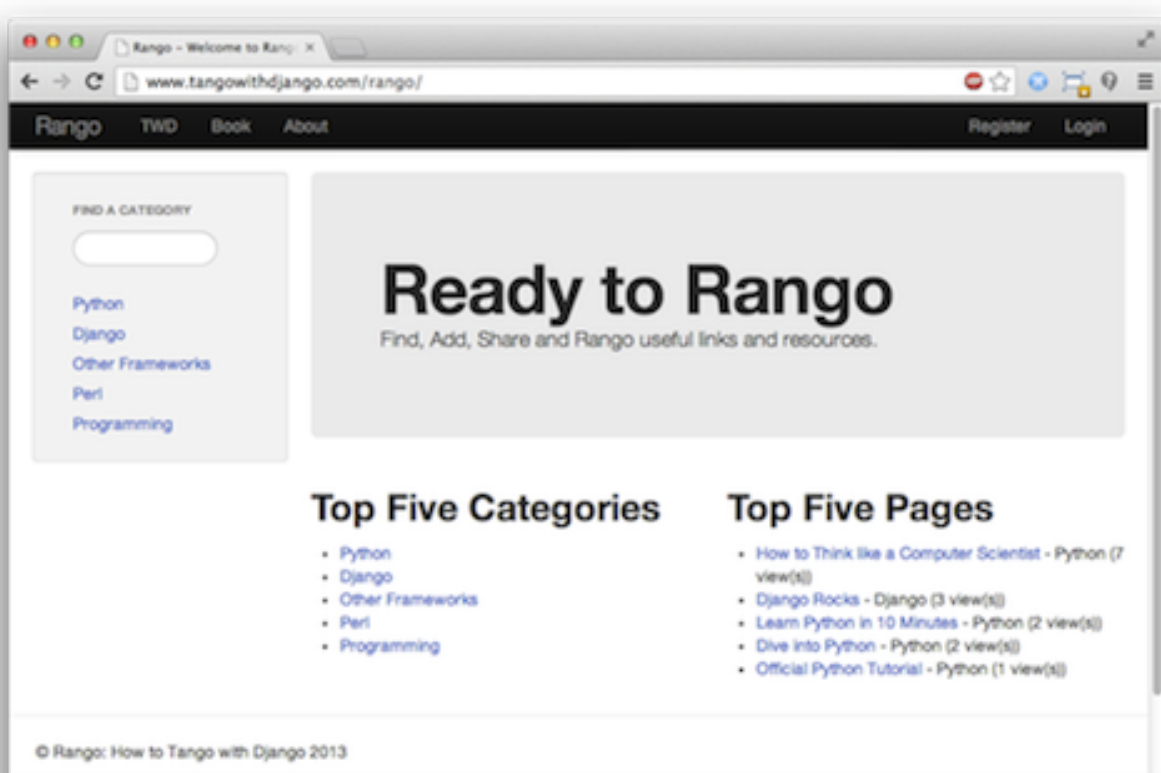 Rango - Welcome to Rang
www.tangowithdjango.com/rango/
Rango TWD Book About Register Login
FIND A CATEGORY
Python
Django
Other Frameworks
Perl
Programming
Ready to Rango
Find, Add, Share and Rango useful links and resources.
Top Five Categories
Python
Django
Other Frameworks
Perl
Programming
Top Five Pages
How to Think like a Computer Scientist - Python (7
view(s))
Django Rocks - Django (3 view(s))
Learn Python in 10 Minutes - Python (2 view(s))
Dive into Python - Python (2 view(s))
Official Python Tutorial - Python (1 view(s))
© Rango: How to Tango with Django 2013